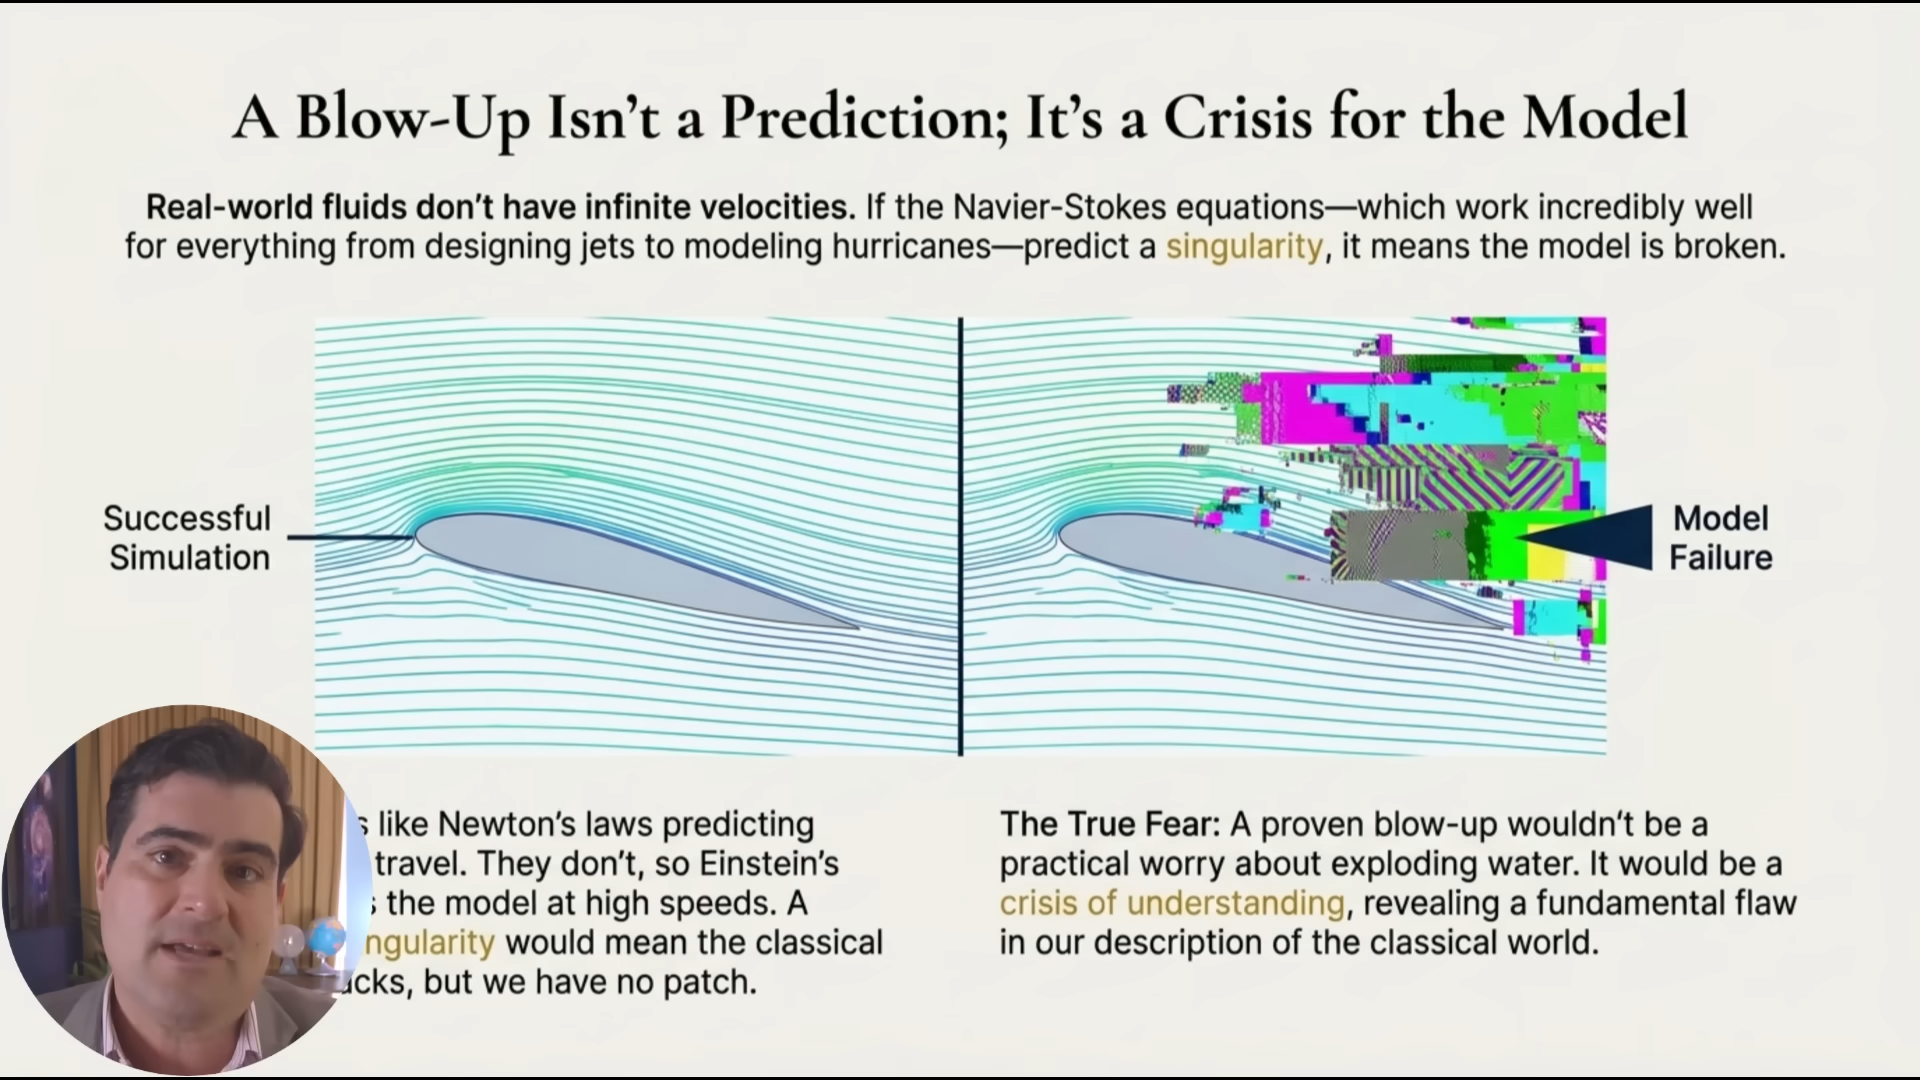 A Blow-Up Isn't a Prediction; It's a Crisis for the Model
Real-world fluids don't have infinite velocities. If the Navier-Stokes equations—which work incredibly well
for everything from designing jets to modeling hurricanes—predict a singularity, it means the model is broken.
Successful
Simulation
Model
Failure
like Newton's laws predicting
travel. They don't, so Einstein's
the model at high speeds. A
would mean the classical
but we have no patch.
The True Fear: A proven blow-up wouldn't be a
practical worry about exploding water. It would be a
crisis of understanding, revealing a fundamental flaw
in our description of the classical world.